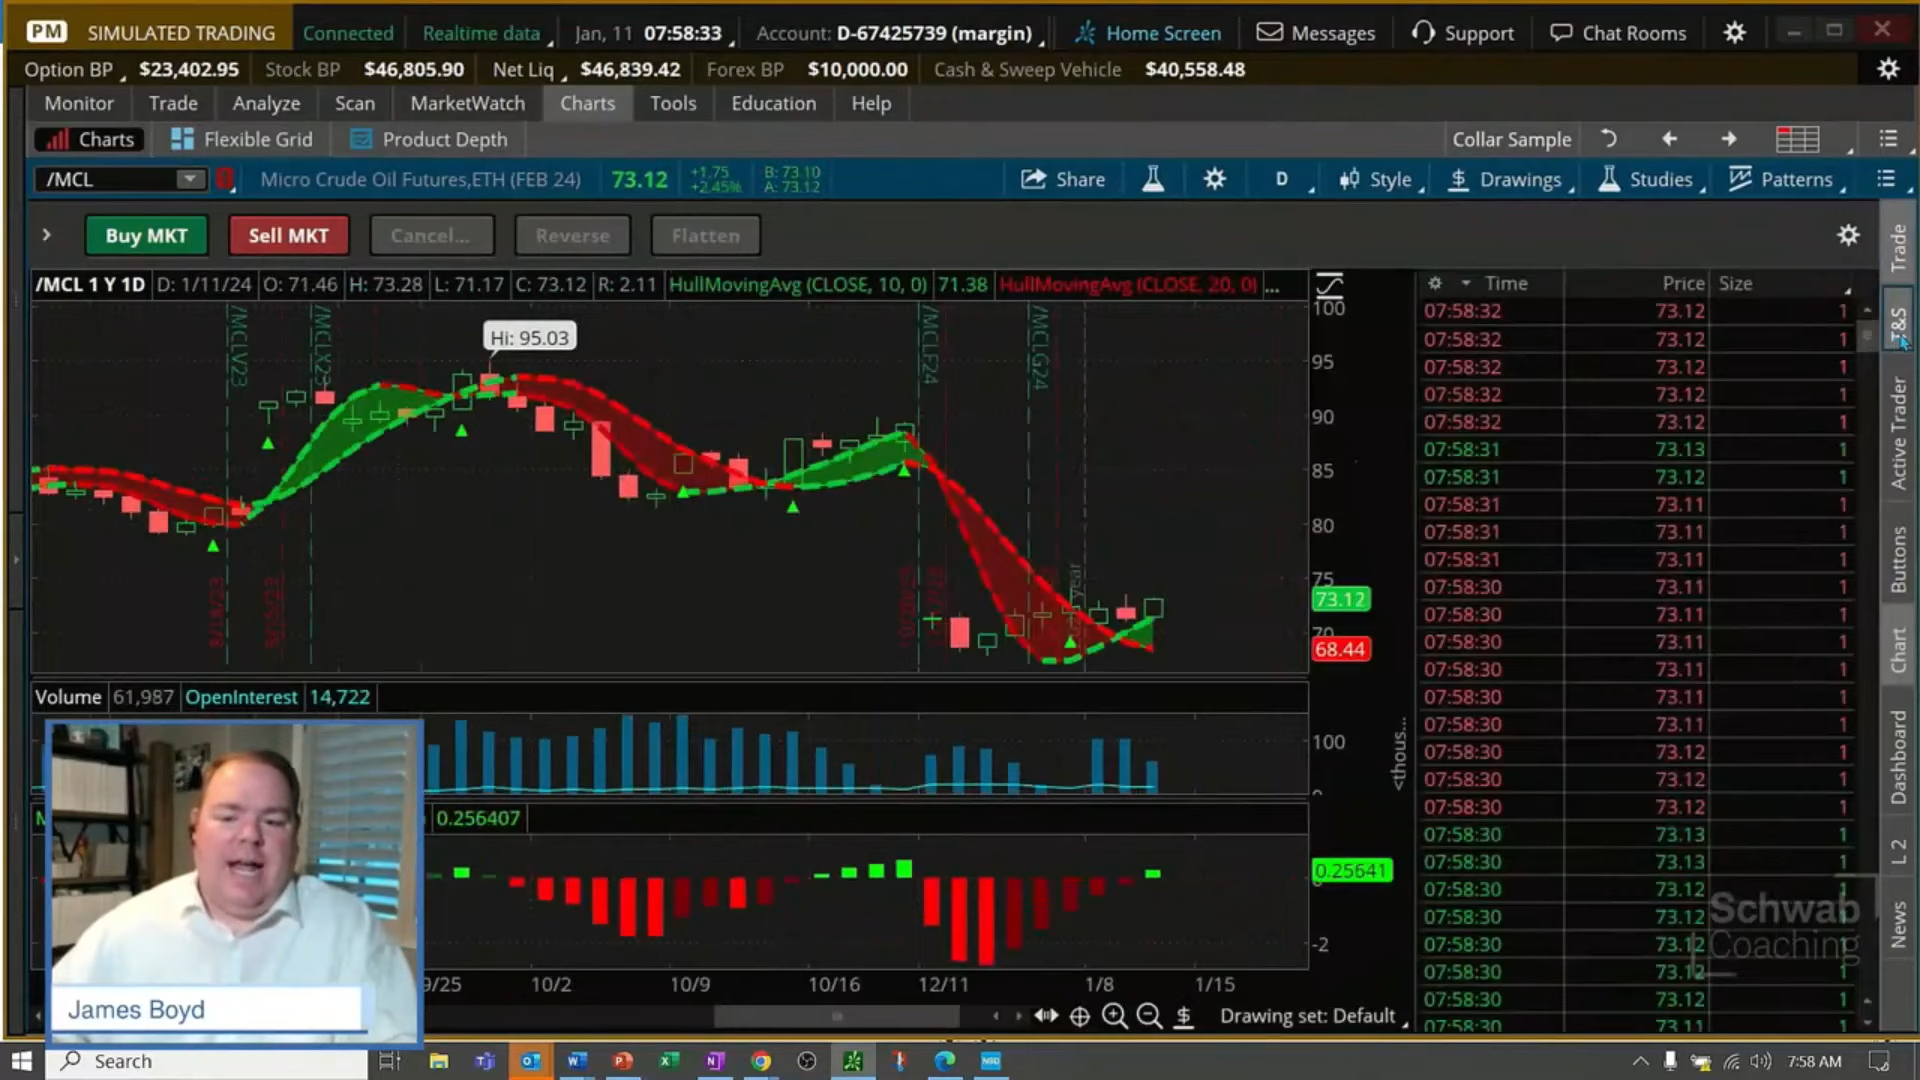 PM SIMULATED TRADING Connected Realtime data Jan, 11 07:58:33 Account: D-67425739 (margin) Home Screen Messages Support Chat Rooms
Option BP $23,402.95 Stock BP $46,805.90 Net Liq $46,839.42 Forex BP $10,000.00 Cash & Sweep Vehicle $40,558.48
Monitor Trade Analyze Scan MarketWatch Charts Tools Education Help
Charts Flexible Grid Product Depth Collar Sample
/MCL Micro Crude Oil Futures,ETH (FEB 24) 73.12 +1.75 B: 73.10
+2.45% A: 73.12
Share D Style $ Drawings Studies Patterns
Buy MKT Sell MKT Cancel... Reverse Flatten
/MCL 1 Y 1D D: 1/11/24 O: 71.46 H: 73.28 L: 71.17 C: 73.12 R: 2.11 HullMovingAvg (CLOSE, 10, 0) 71.38 HullMovingAvg (CLOSE, 20, 0) ...
/MCLV23
/MCLX23
Hi: 95.03
/MCLF24
/MCLG24
year
100
95
90
85
80
75
73.12
70
68.44
Volume 61,987 OpenInterest 14,722
100
<thous...
0.256407
0.25641
-2
9/25 10/2 10/9 10/16 12/11 1/8 1/15
Drawing set: Default
Time Price Size
07:58:32 73.12 1
07:58:32 73.12 1
07:58:32 73.12 1
07:58:32 73.12 1
07:58:32 73.12 1
07:58:31 73.13 1
07:58:31 73.12 1
07:58:31 73.11 1
07:58:31 73.11 1
07:58:31 73.11 1
07:58:30 73.11 1
07:58:30 73.11 1
07:58:30 73.11 1
07:58:30 73.11 1
07:58:30 73.11 1
07:58:30 73.11 1
07:58:30 73.12 1
07:58:30 73.12 1
07:58:30 73.12 1
07:58:30 73.13 1
07:58:30 73.13 1
07:58:30 73.12 1
07:58:30 73.12 1
07:58:30 73.12 1
07:58:30 73.12 1
07:58:30 73.12 1
07:58:30 73.11 1
Trade
T&S
Active Trader
Buttons
Chart
Dashboard
L 2
News
Schwab
Coaching
James Boyd
Search 7:58 AM